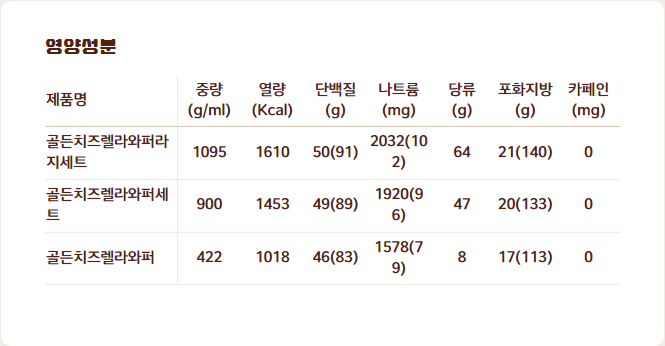 영양성분
제품명 중량 (g/ml) 열량 (Kcal) 단백질 (g) 나트륨 (mg) 당류 (g) 포화지방 (g) 카페인 (mg)
골든치즈렐라와퍼라지세트 1095 1610 50(91) 2032(102) 64 21(140) 0
골든치즈렐라와퍼세트 900 1453 49(89) 1920(96) 47 20(133) 0
골든치즈렐라와퍼 422 1018 46(83) 1578(79) 8 17(113) 0